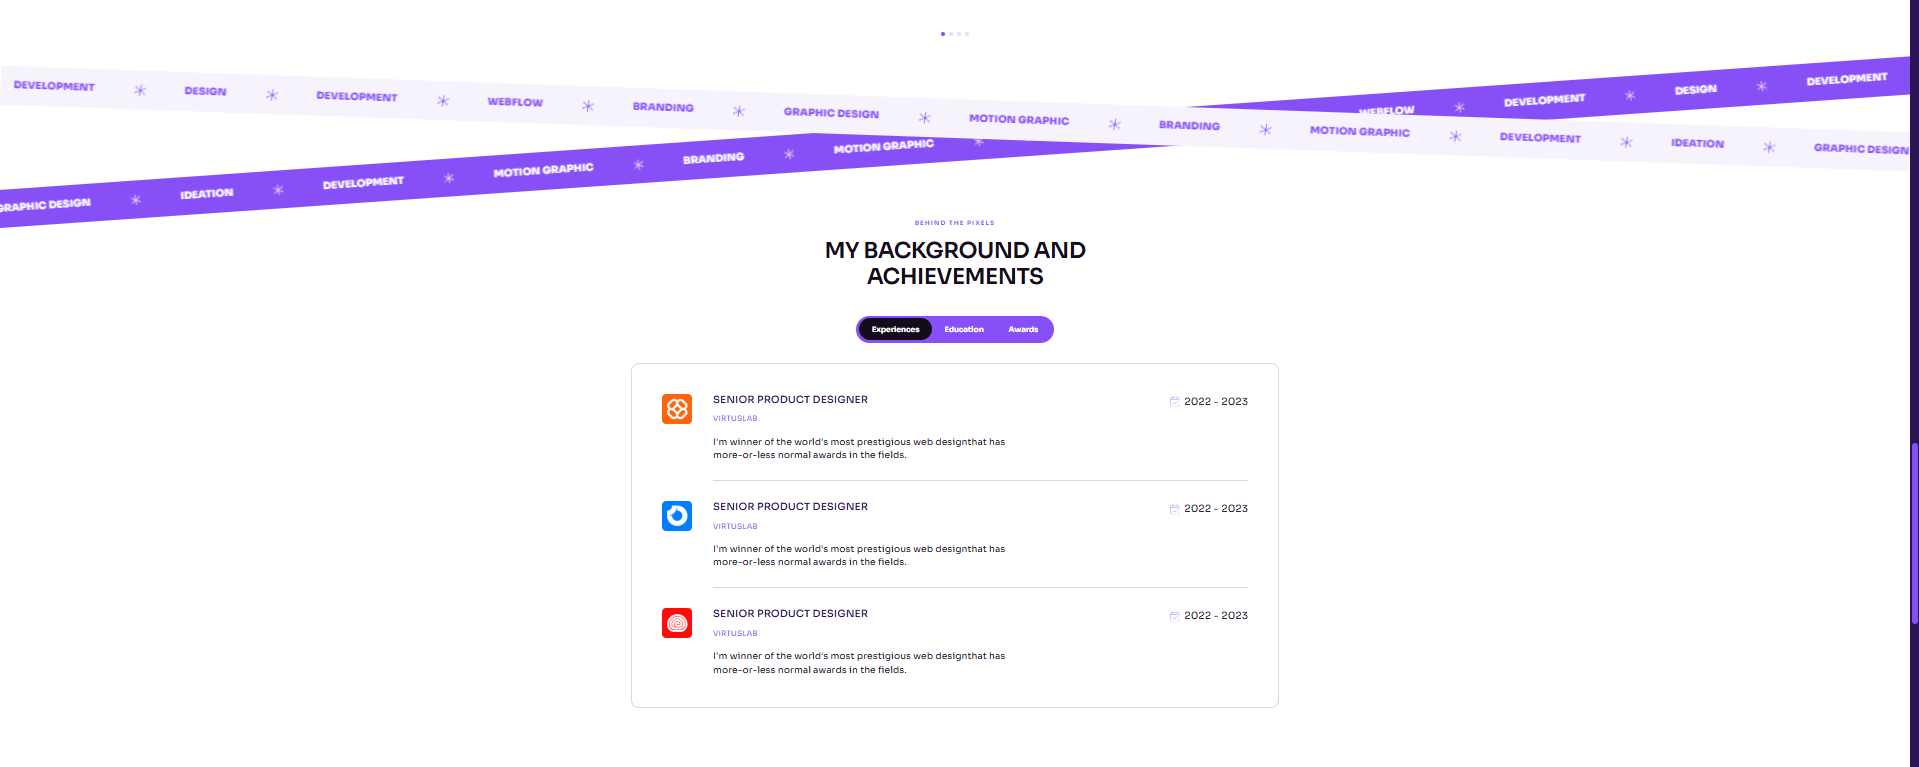 DEVELOPMENT DESIGN DEVELOPMENT WEBFLOW BRANDING GRAPHIC DESIGN MOTION GRAPHIC BRANDING MOTION GRAPHIC DEVELOPMENT IDEATION GRAPHIC DESIGN
GRAPHIC DESIGN IDEATION DEVELOPMENT MOTION GRAPHIC BRANDING MOTION GRAPHIC WEBFLOW DEVELOPMENT DESIGN DEVELOPMENT
BEHIND THE PIXELS
MY BACKGROUND AND
ACHIEVEMENTS
Experiences Education Awards
SENIOR PRODUCT DESIGNER 2022 - 2023
VIRTUSLAB
I'm winner of the world's most prestigious web designthat has
more-or-less normal awards in the fields.
SENIOR PRODUCT DESIGNER 2022 - 2023
VIRTUSLAB
I'm winner of the world's most prestigious web designthat has
more-or-less normal awards in the fields.
SENIOR PRODUCT DESIGNER 2022 - 2023
VIRTUSLAB
I'm winner of the world's most prestigious web designthat has
more-or-less normal awards in the fields.